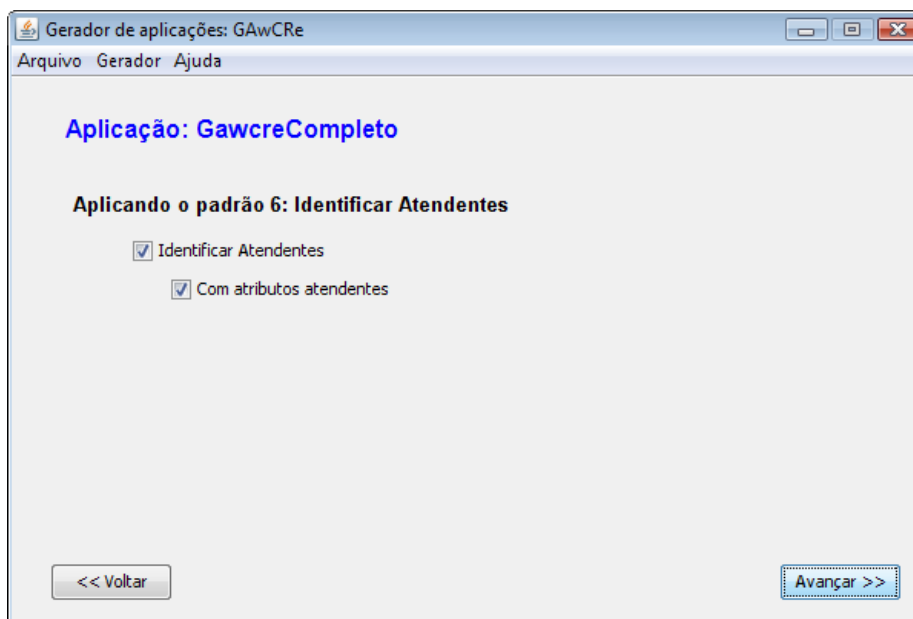 Gerador de aplicações: GAwCRe
Arquivo Gerador Ajuda
Aplicação: GawcreCompleto
Aplicando o padrão 6: Identificar Atendentes
Identificar Atendentes
Com atributos atendentes
<< Voltar
Avançar >>